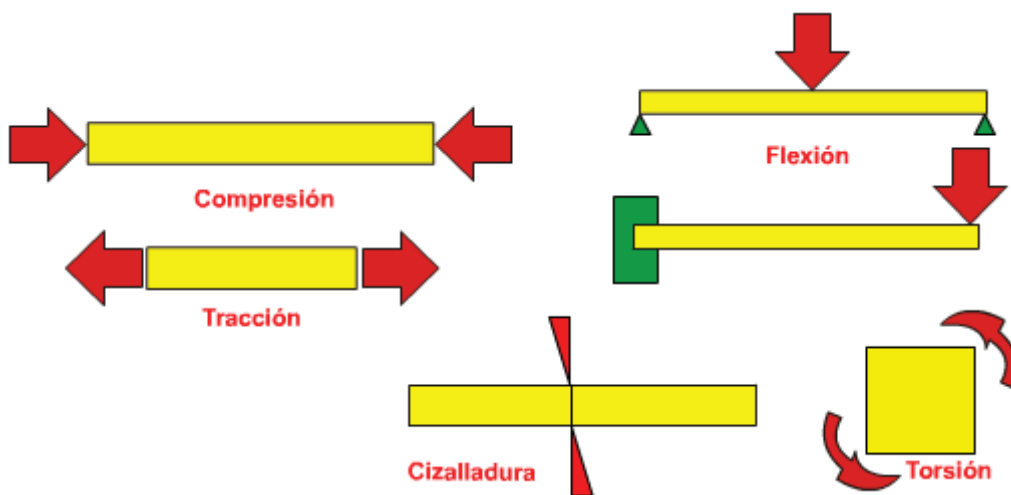 Compresión
Flexión
Tracción
Cizalladura
Torsión